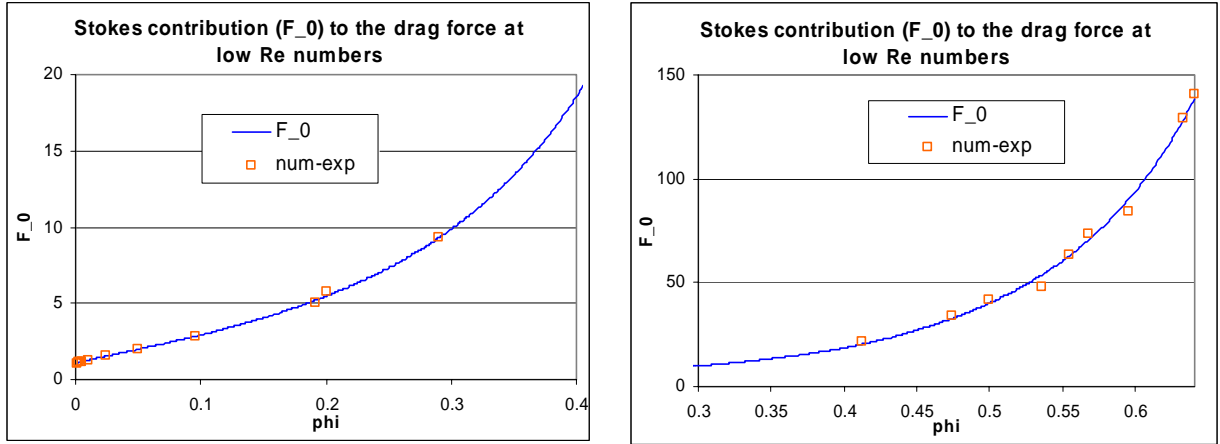 Stokes contribution (F_0) to the drag force at
low Re numbers
20
15
10
5
0
F_0
F_0
num-exp
0
0.1
0.2
0.3
0.4
phi
Stokes contribution (F_0) to the drag force at
low Re numbers
150
100
50
0
F_0
F_0
num-exp
0.3
0.35
0.4
0.45
0.5
0.55
0.6
phi